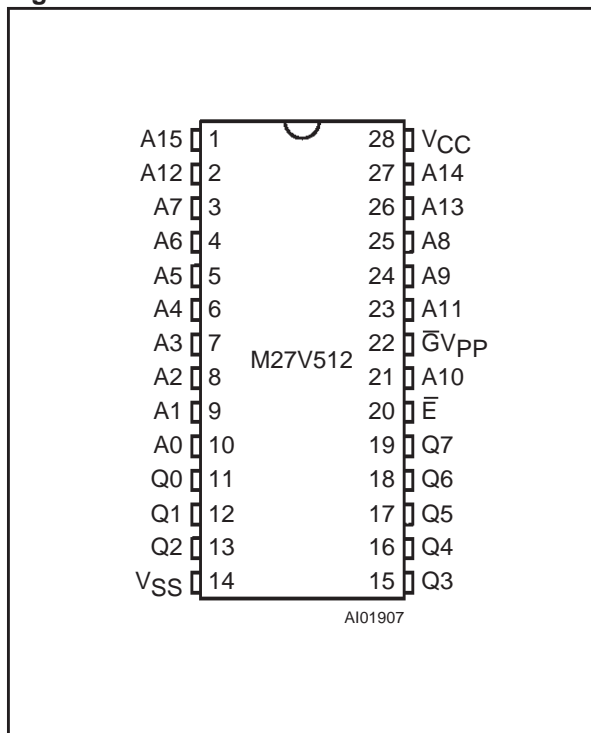 A15 1 28 VCC
A12 2 27 A14
A7 3 26 A13
A6 4 25 A8
A5 5 24 A9
A4 6 23 A11
A3 7 22 G̅VPP
M27V512
A2 8 21 A10
A1 9 20 E̅
A0 10 19 Q7
Q0 11 18 Q6
Q1 12 17 Q5
Q2 13 16 Q4
VSS 14 15 Q3
AI01907